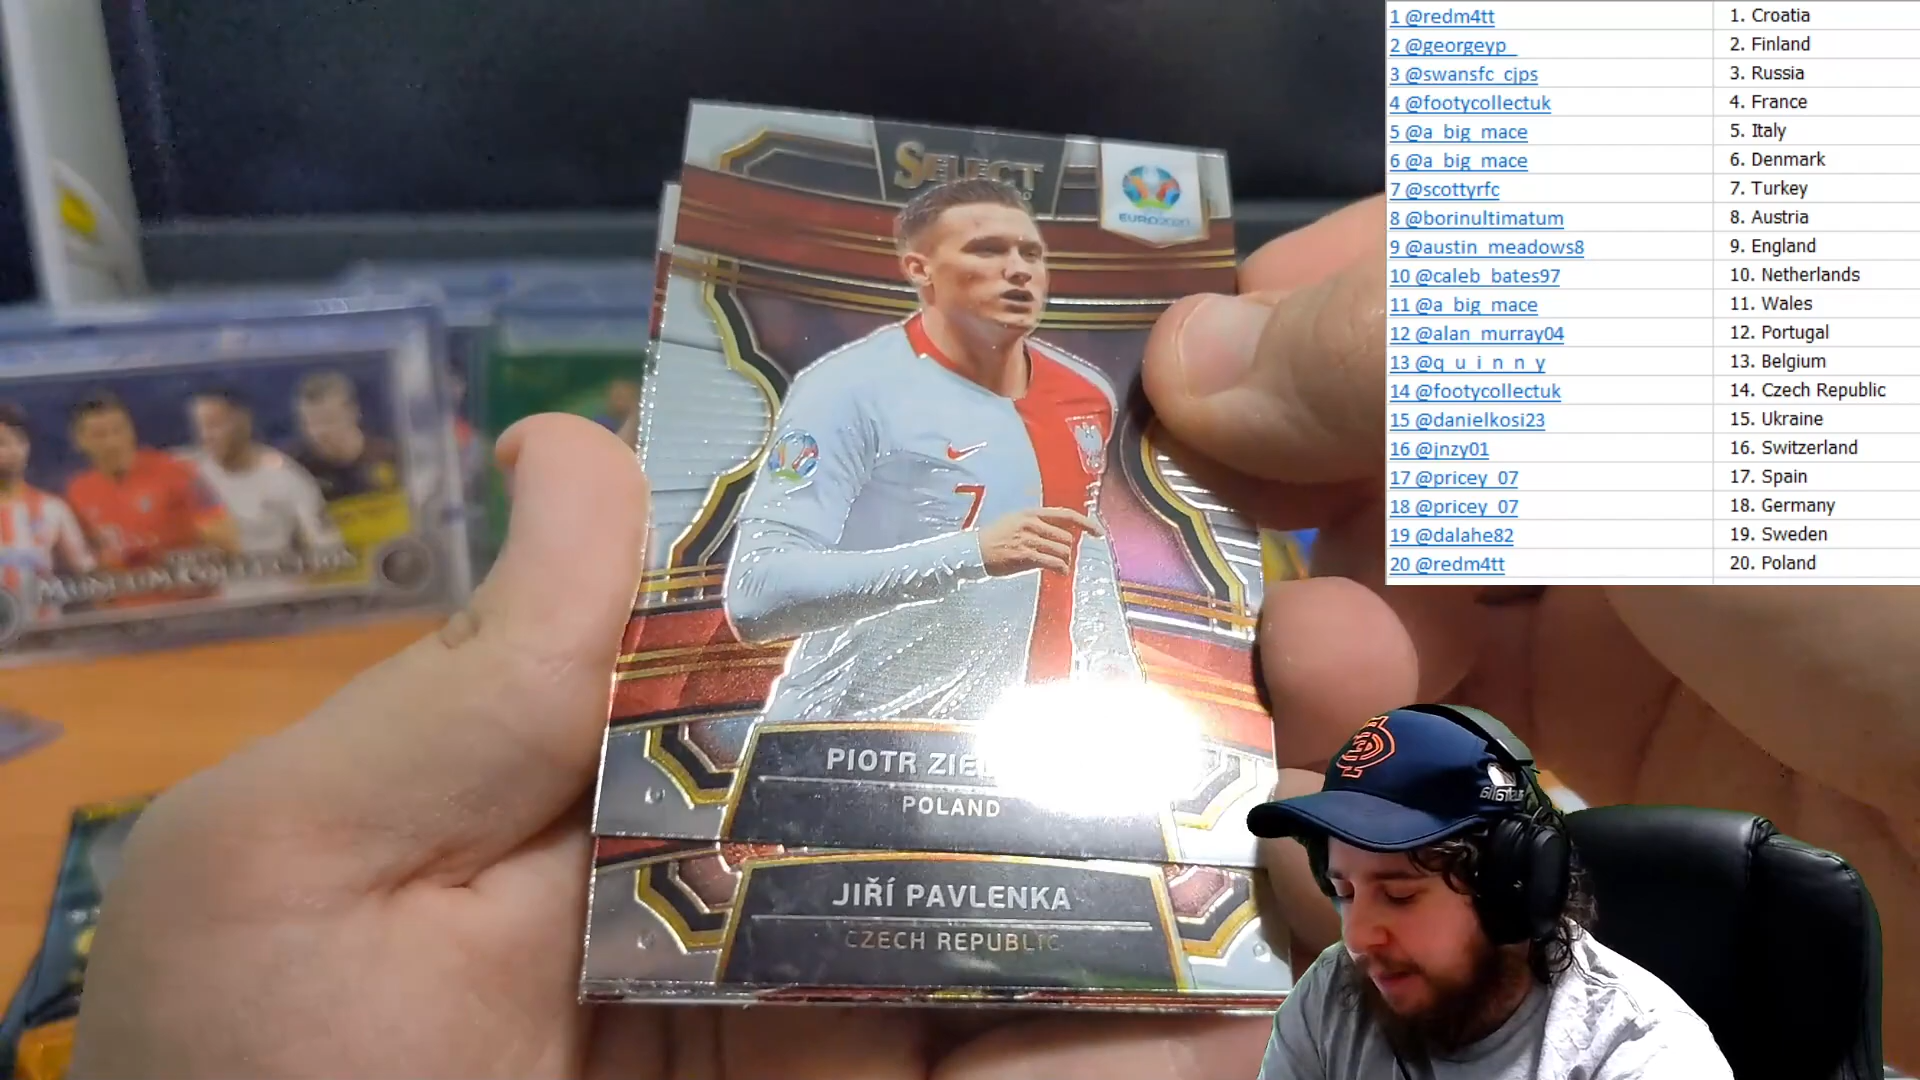 1 @redm4tt 1. Croatia
2 @georgeyp_ 2. Finland
3 @swansfc_cjps 3. Russia
4 @footycollectuk 4. France
5 @a_big_mace 5. Italy
6 @a_big_mace 6. Denmark
7 @scottyrfc 7. Turkey
8 @borinultimatum 8. Austria
9 @austin_meadows8 9. England
10 @caleb_bates97 10. Netherlands
11 @a_big_mace 11. Wales
12 @alan_murray04 12. Portugal
13 @q_u_i_n_n_y 13. Belgium
14 @footycollectuk 14. Czech Republic
15 @danielkosi23 15. Ukraine
16 @jnzy01 16. Switzerland
17 @pricey_07 17. Spain
18 @pricey_07 18. Germany
19 @dalahe82 19. Sweden
20 @redm4tt 20. Poland
SELECT
EURO2020
7
PIOTR
POLAND
JIŘÍ PAVLENKA
CZECH REPUBLIC
MUSEUM COLLECTION